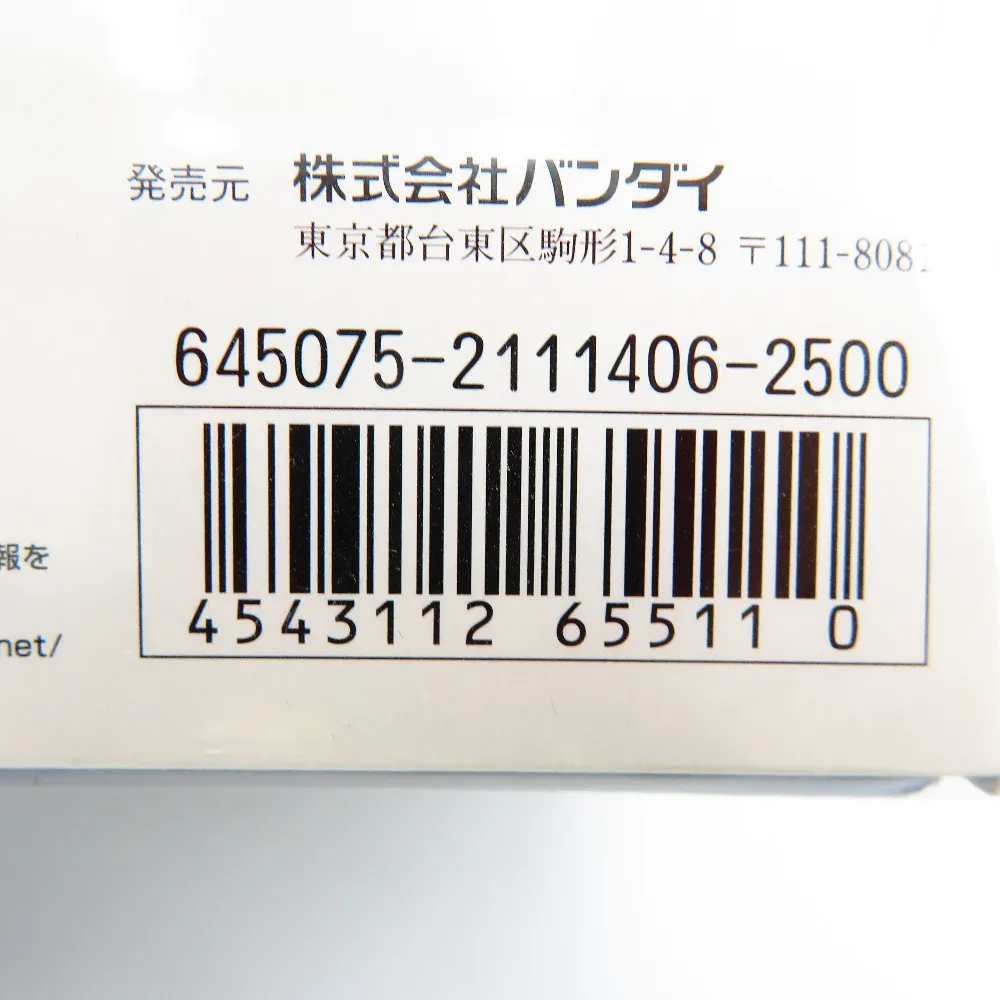 発売元 株式会社バンダイ
東京都台東区駒形1-4-8 〒111-8081
645075-2111406-2500
4543112 65511 0
報を
net/